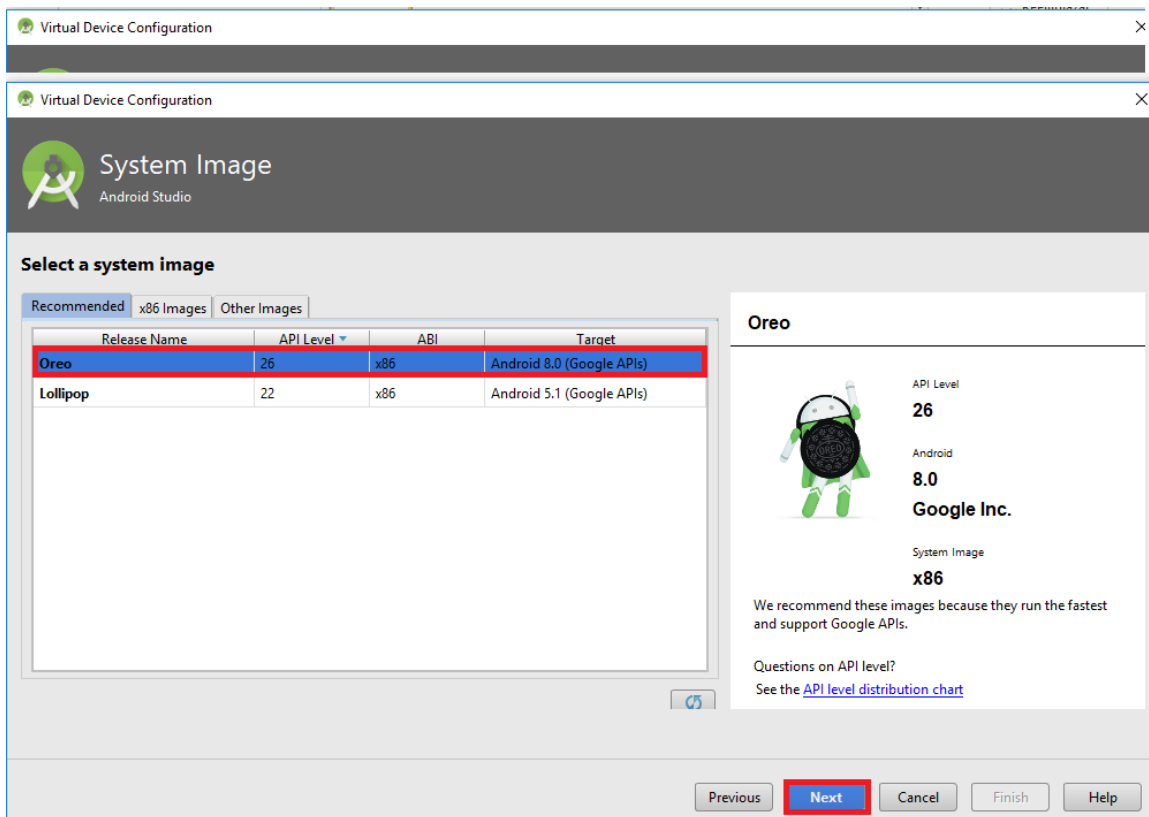 Virtual Device Configuration
Virtual Device Configuration
System Image
Android Studio
Select a system image
Recommended x86 Images Other Images
Release Name API Level ABI Target
Oreo 26 x86 Android 8.0 (Google APIs)
Lollipop 22 x86 Android 5.1 (Google APIs)
Oreo
API Level
26
Android
8.0
Google Inc.
System Image
x86
We recommend these images because they run the fastest
and support Google APIs.
Questions on API level?
See the API level distribution chart
Previous Next Cancel Finish Help